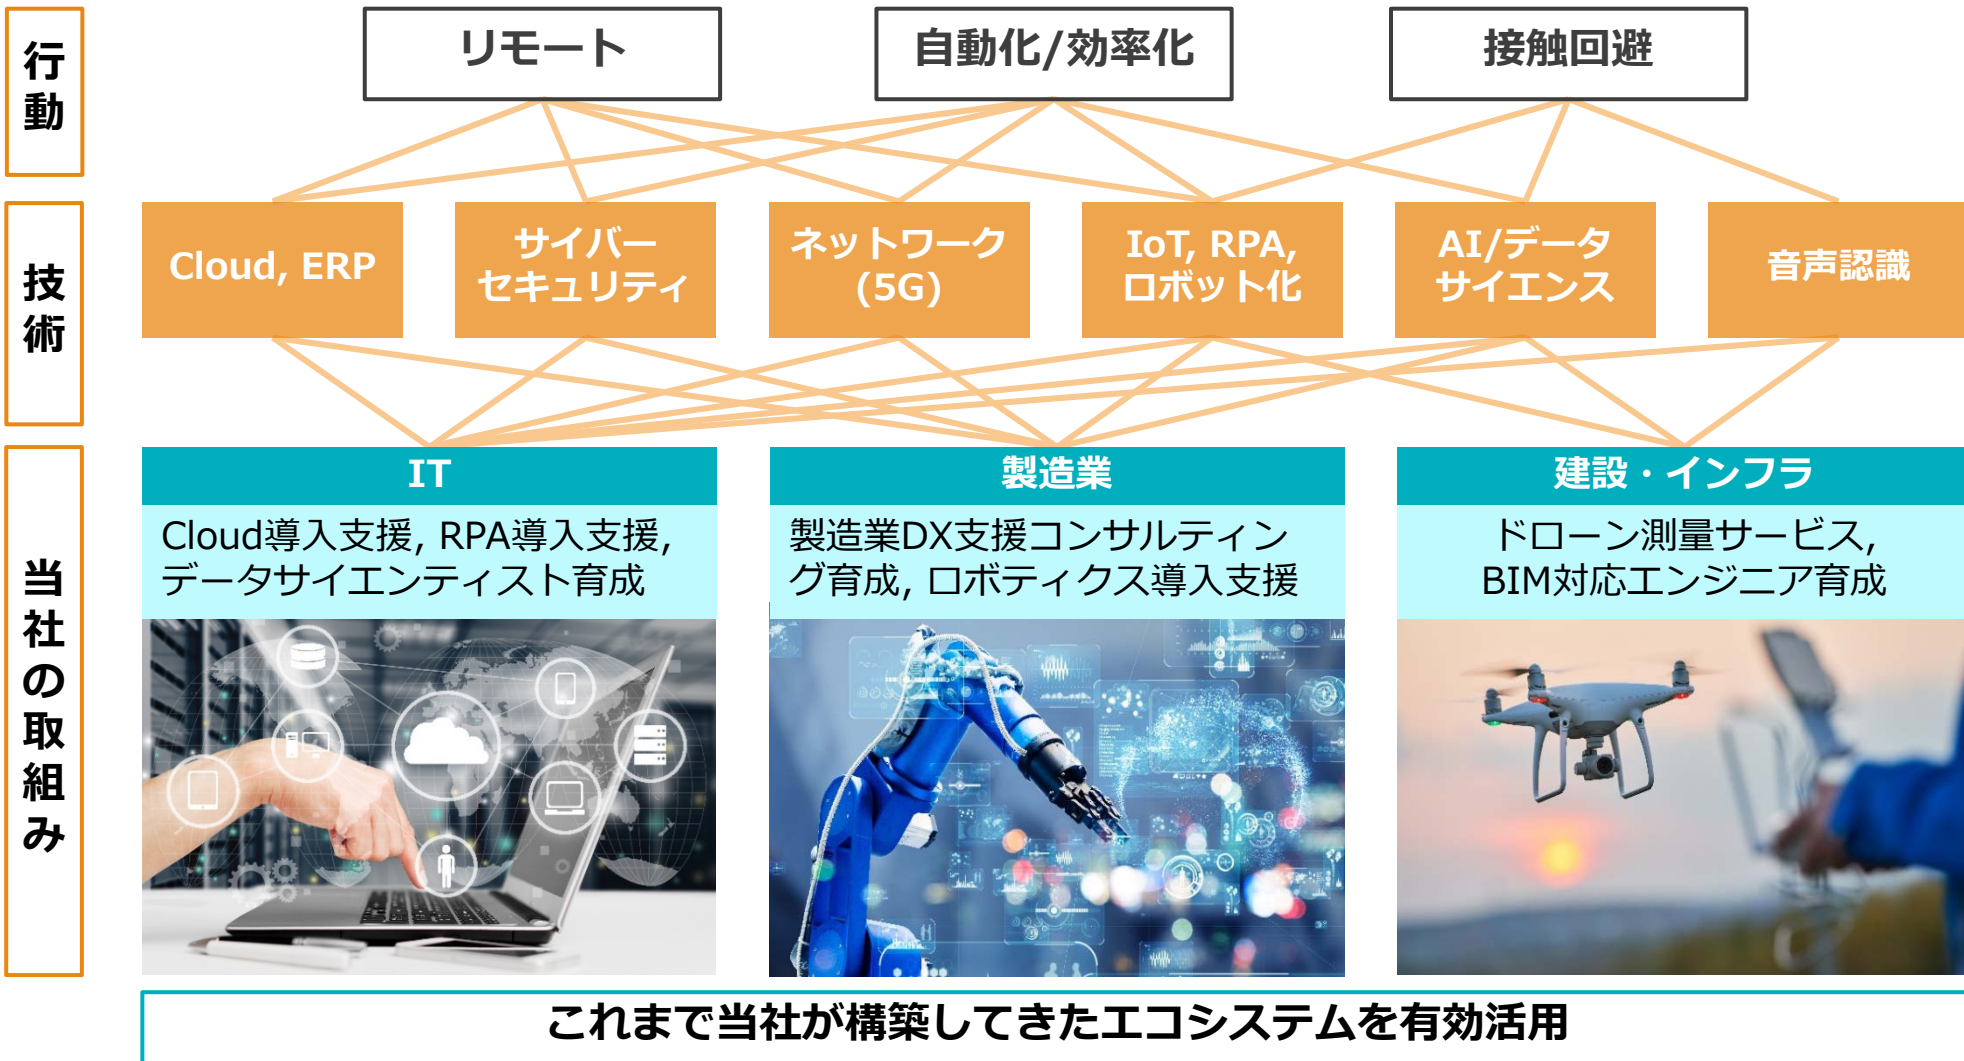 行動
リモート
自動化/効率化
接触回避
技術
Cloud, ERP
サイバー
セキュリティ
ネットワーク
(5G)
IoT, RPA,
ロボット化
AI/データ
サイエンス
音声認識
当社の取組み
IT
Cloud導入支援, RPA導入支援,
データサイエンティスト育成
製造業
製造業DX支援コンサルティン
グ育成, ロボティクス導入支援
建設・インフラ
ドローン測量サービス,
BIM対応エンジニア育成
これまで当社が構築してきたエコシステムを有効活用